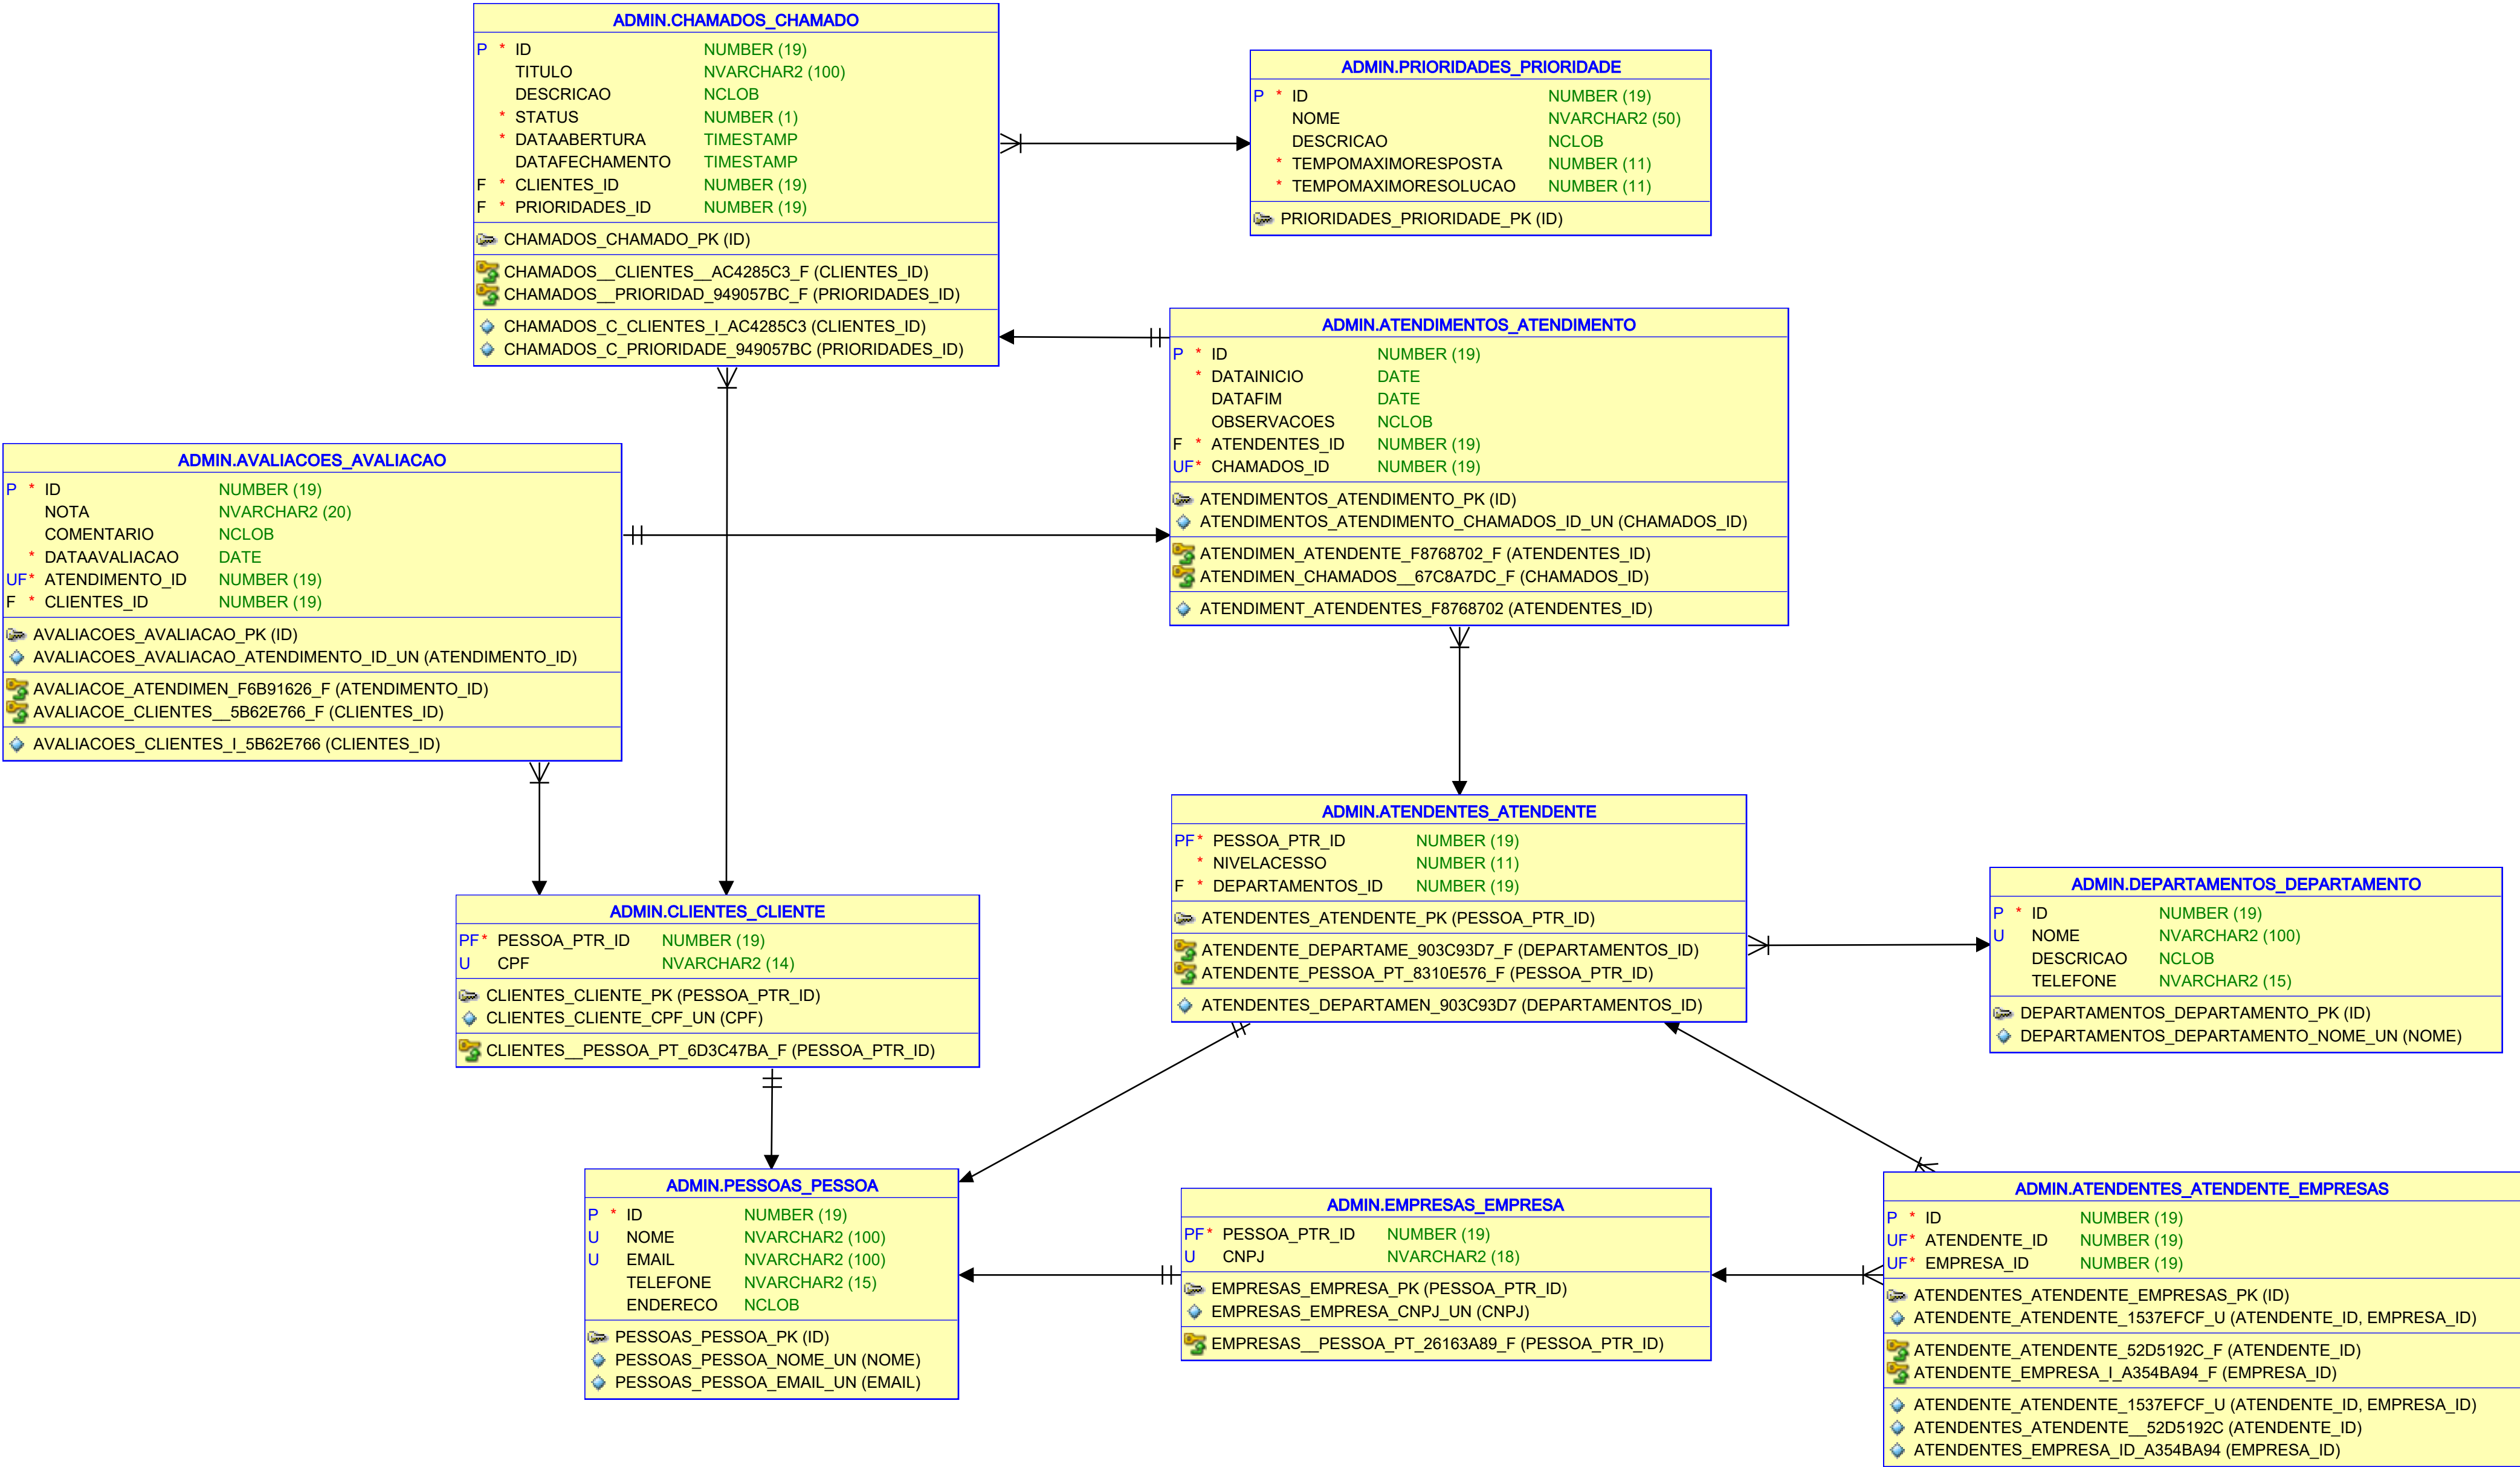 ADMIN.CHAMADOS_CHAMADO
P * ID NUMBER (19)
TITULO NVARCHAR2 (100)
DESCRICAO NCLOB
* STATUS NUMBER (1)
* DATAABERTURA TIMESTAMP
DATAFECHAMENTO TIMESTAMP
F * CLIENTES_ID NUMBER (19)
F * PRIORIDADES_ID NUMBER (19)
CHAMADOS_CHAMADO_PK (ID)
CHAMADOS__CLIENTES__AC4285C3_F (CLIENTES_ID)
CHAMADOS__PRIORIDAD_949057BC_F (PRIORIDADES_ID)
CHAMADOS_C_CLIENTES_I_AC4285C3 (CLIENTES_ID)
CHAMADOS_C_PRIORIDADE_949057BC (PRIORIDADES_ID)
ADMIN.PRIORIDADES_PRIORIDADE
P * ID NUMBER (19)
NOME NVARCHAR2 (50)
DESCRICAO NCLOB
* TEMPOMAXIMORESPOSTA NUMBER (11)
* TEMPOMAXIMORESOLUCAO NUMBER (11)
PRIORIDADES_PRIORIDADE_PK (ID)
ADMIN.ATENDIMENTOS_ATENDIMENTO
P * ID NUMBER (19)
* DATAINICIO DATE
DATAFIM DATE
OBSERVACOES NCLOB
F * ATENDENTES_ID NUMBER (19)
UF* CHAMADOS_ID NUMBER (19)
ATENDIMENTOS_ATENDIMENTO_PK (ID)
ATENDIMENTOS_ATENDIMENTO_CHAMADOS_ID_UN (CHAMADOS_ID)
ATENDIMEN_ATENDENTE_F8768702_F (ATENDENTES_ID)
ATENDIMEN_CHAMADOS__67C8A7DC_F (CHAMADOS_ID)
ATENDIMENT_ATENDENTES_F8768702 (ATENDENTES_ID)
ADMIN.AVALIACOES_AVALIACAO
P * ID NUMBER (19)
NOTA NVARCHAR2 (20)
COMENTARIO NCLOB
* DATAAVALIACAO DATE
UF* ATENDIMENTO_ID NUMBER (19)
F * CLIENTES_ID NUMBER (19)
AVALIACOES_AVALIACAO_PK (ID)
AVALIACOES_AVALIACAO_ATENDIMENTO_ID_UN (ATENDIMENTO_ID)
AVALIACOE_ATENDIMEN_F6B91626_F (ATENDIMENTO_ID)
AVALIACOE_CLIENTES__5B62E766_F (CLIENTES_ID)
AVALIACOES_CLIENTES_I_5B62E766 (CLIENTES_ID)
ADMIN.ATENDENTES_ATENDENTE
PF* PESSOA_PTR_ID NUMBER (19)
* NIVELACESSO NUMBER (11)
F * DEPARTAMENTOS_ID NUMBER (19)
ATENDENTES_ATENDENTE_PK (PESSOA_PTR_ID)
ATENDENTE_DEPARTAME_903C93D7_F (DEPARTAMENTOS_ID)
ATENDENTE_PESSOA_PT_8310E576_F (PESSOA_PTR_ID)
ATENDENTES_DEPARTAMEN_903C93D7 (DEPARTAMENTOS_ID)
ADMIN.DEPARTAMENTOS_DEPARTAMENTO
P * ID NUMBER (19)
U NOME NVARCHAR2 (100)
DESCRICAO NCLOB
TELEFONE NVARCHAR2 (15)
DEPARTAMENTOS_DEPARTAMENTO_PK (ID)
DEPARTAMENTOS_DEPARTAMENTO_NOME_UN (NOME)
ADMIN.CLIENTES_CLIENTE
PF* PESSOA_PTR_ID NUMBER (19)
U CPF NVARCHAR2 (14)
CLIENTES_CLIENTE_PK (PESSOA_PTR_ID)
CLIENTES_CLIENTE_CPF_UN (CPF)
CLIENTES__PESSOA_PT_6D3C47BA_F (PESSOA_PTR_ID)
ADMIN.PESSOAS_PESSOA
P * ID NUMBER (19)
U NOME NVARCHAR2 (100)
U EMAIL NVARCHAR2 (100)
TELEFONE NVARCHAR2 (15)
ENDERECO NCLOB
PESSOAS_PESSOA_PK (ID)
PESSOAS_PESSOA_NOME_UN (NOME)
PESSOAS_PESSOA_EMAIL_UN (EMAIL)
ADMIN.EMPRESAS_EMPRESA
PF* PESSOA_PTR_ID NUMBER (19)
U CNPJ NVARCHAR2 (18)
EMPRESAS_EMPRESA_PK (PESSOA_PTR_ID)
EMPRESAS_EMPRESA_CNPJ_UN (CNPJ)
EMPRESAS__PESSOA_PT_26163A89_F (PESSOA_PTR_ID)
ADMIN.ATENDENTES_ATENDENTE_EMPRESAS
P * ID NUMBER (19)
UF* ATENDENTE_ID NUMBER (19)
UF* EMPRESA_ID NUMBER (19)
ATENDENTES_ATENDENTE_EMPRESAS_PK (ID)
ATENDENTE_ATENDENTE_1537EFCF_U (ATENDENTE_ID, EMPRESA_ID)
ATENDENTE_ATENDENTE_52D5192C_F (ATENDENTE_ID)
ATENDENTE_EMPRESA_I_A354BA94_F (EMPRESA_ID)
ATENDENTE_ATENDENTE_1537EFCF_U (ATENDENTE_ID, EMPRESA_ID)
ATENDENTES_ATENDENTE__52D5192C (ATENDENTE_ID)
ATENDENTES_EMPRESA_ID_A354BA94 (EMPRESA_ID)